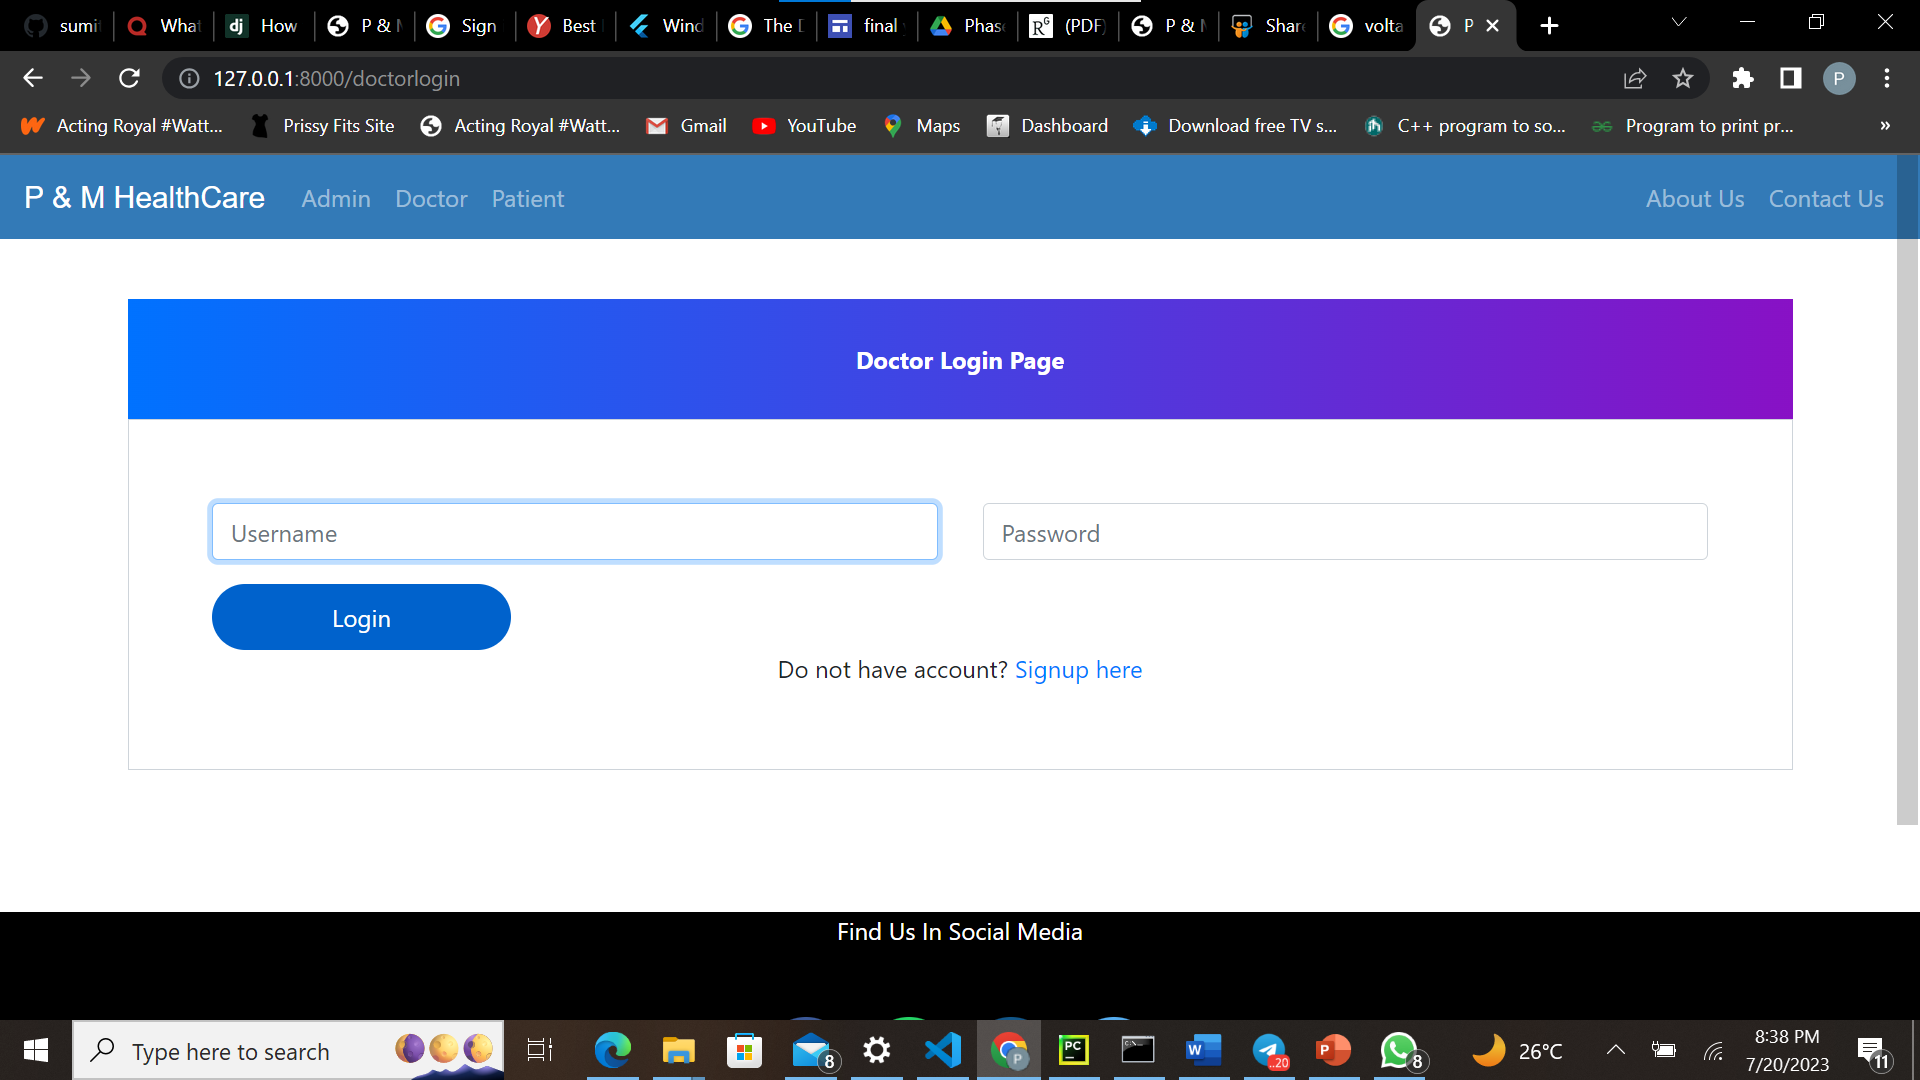 sumi What How P & M Sign Best Wind The D final Phase (PDF) P & M Share volta P
127.0.0.1:8000/doctorlogin P
Acting Royal #Watt... Prissy Fits Site Acting Royal #Watt... Gmail YouTube Maps Dashboard Download free TV s... C++ program to so... Program to print pr... »
P & M HealthCare Admin Doctor Patient About Us Contact Us
Doctor Login Page
Username Password
Login
Do not have account? Signup here
Find Us In Social Media
Type here to search 8 ..20 8 26°C 8:38 PM
7/20/2023 11